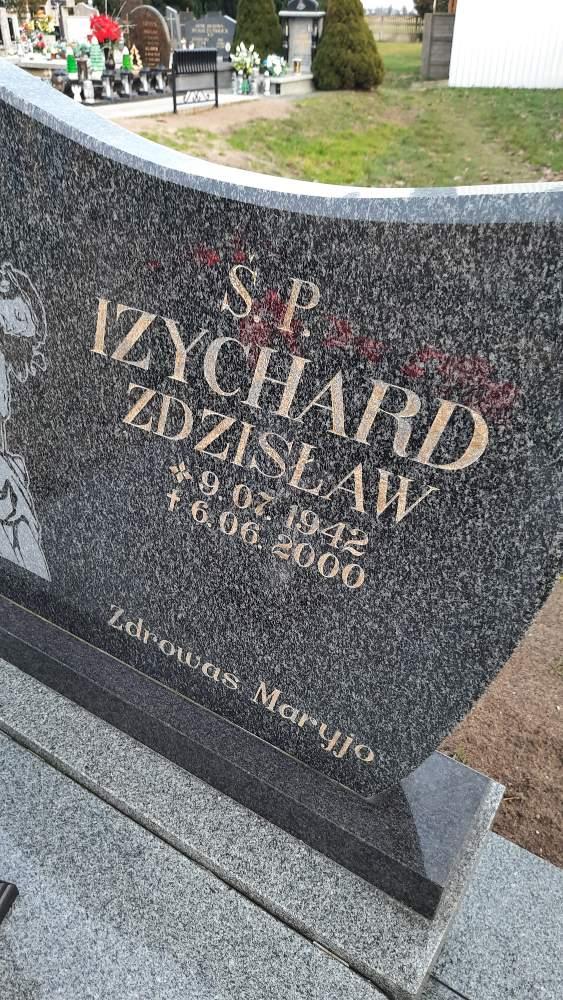 Ś. P.
IZYCHARD
ZDZISŁAW
9.07.1942
✝ 6.06.2000
Zdrowaś Maryjo